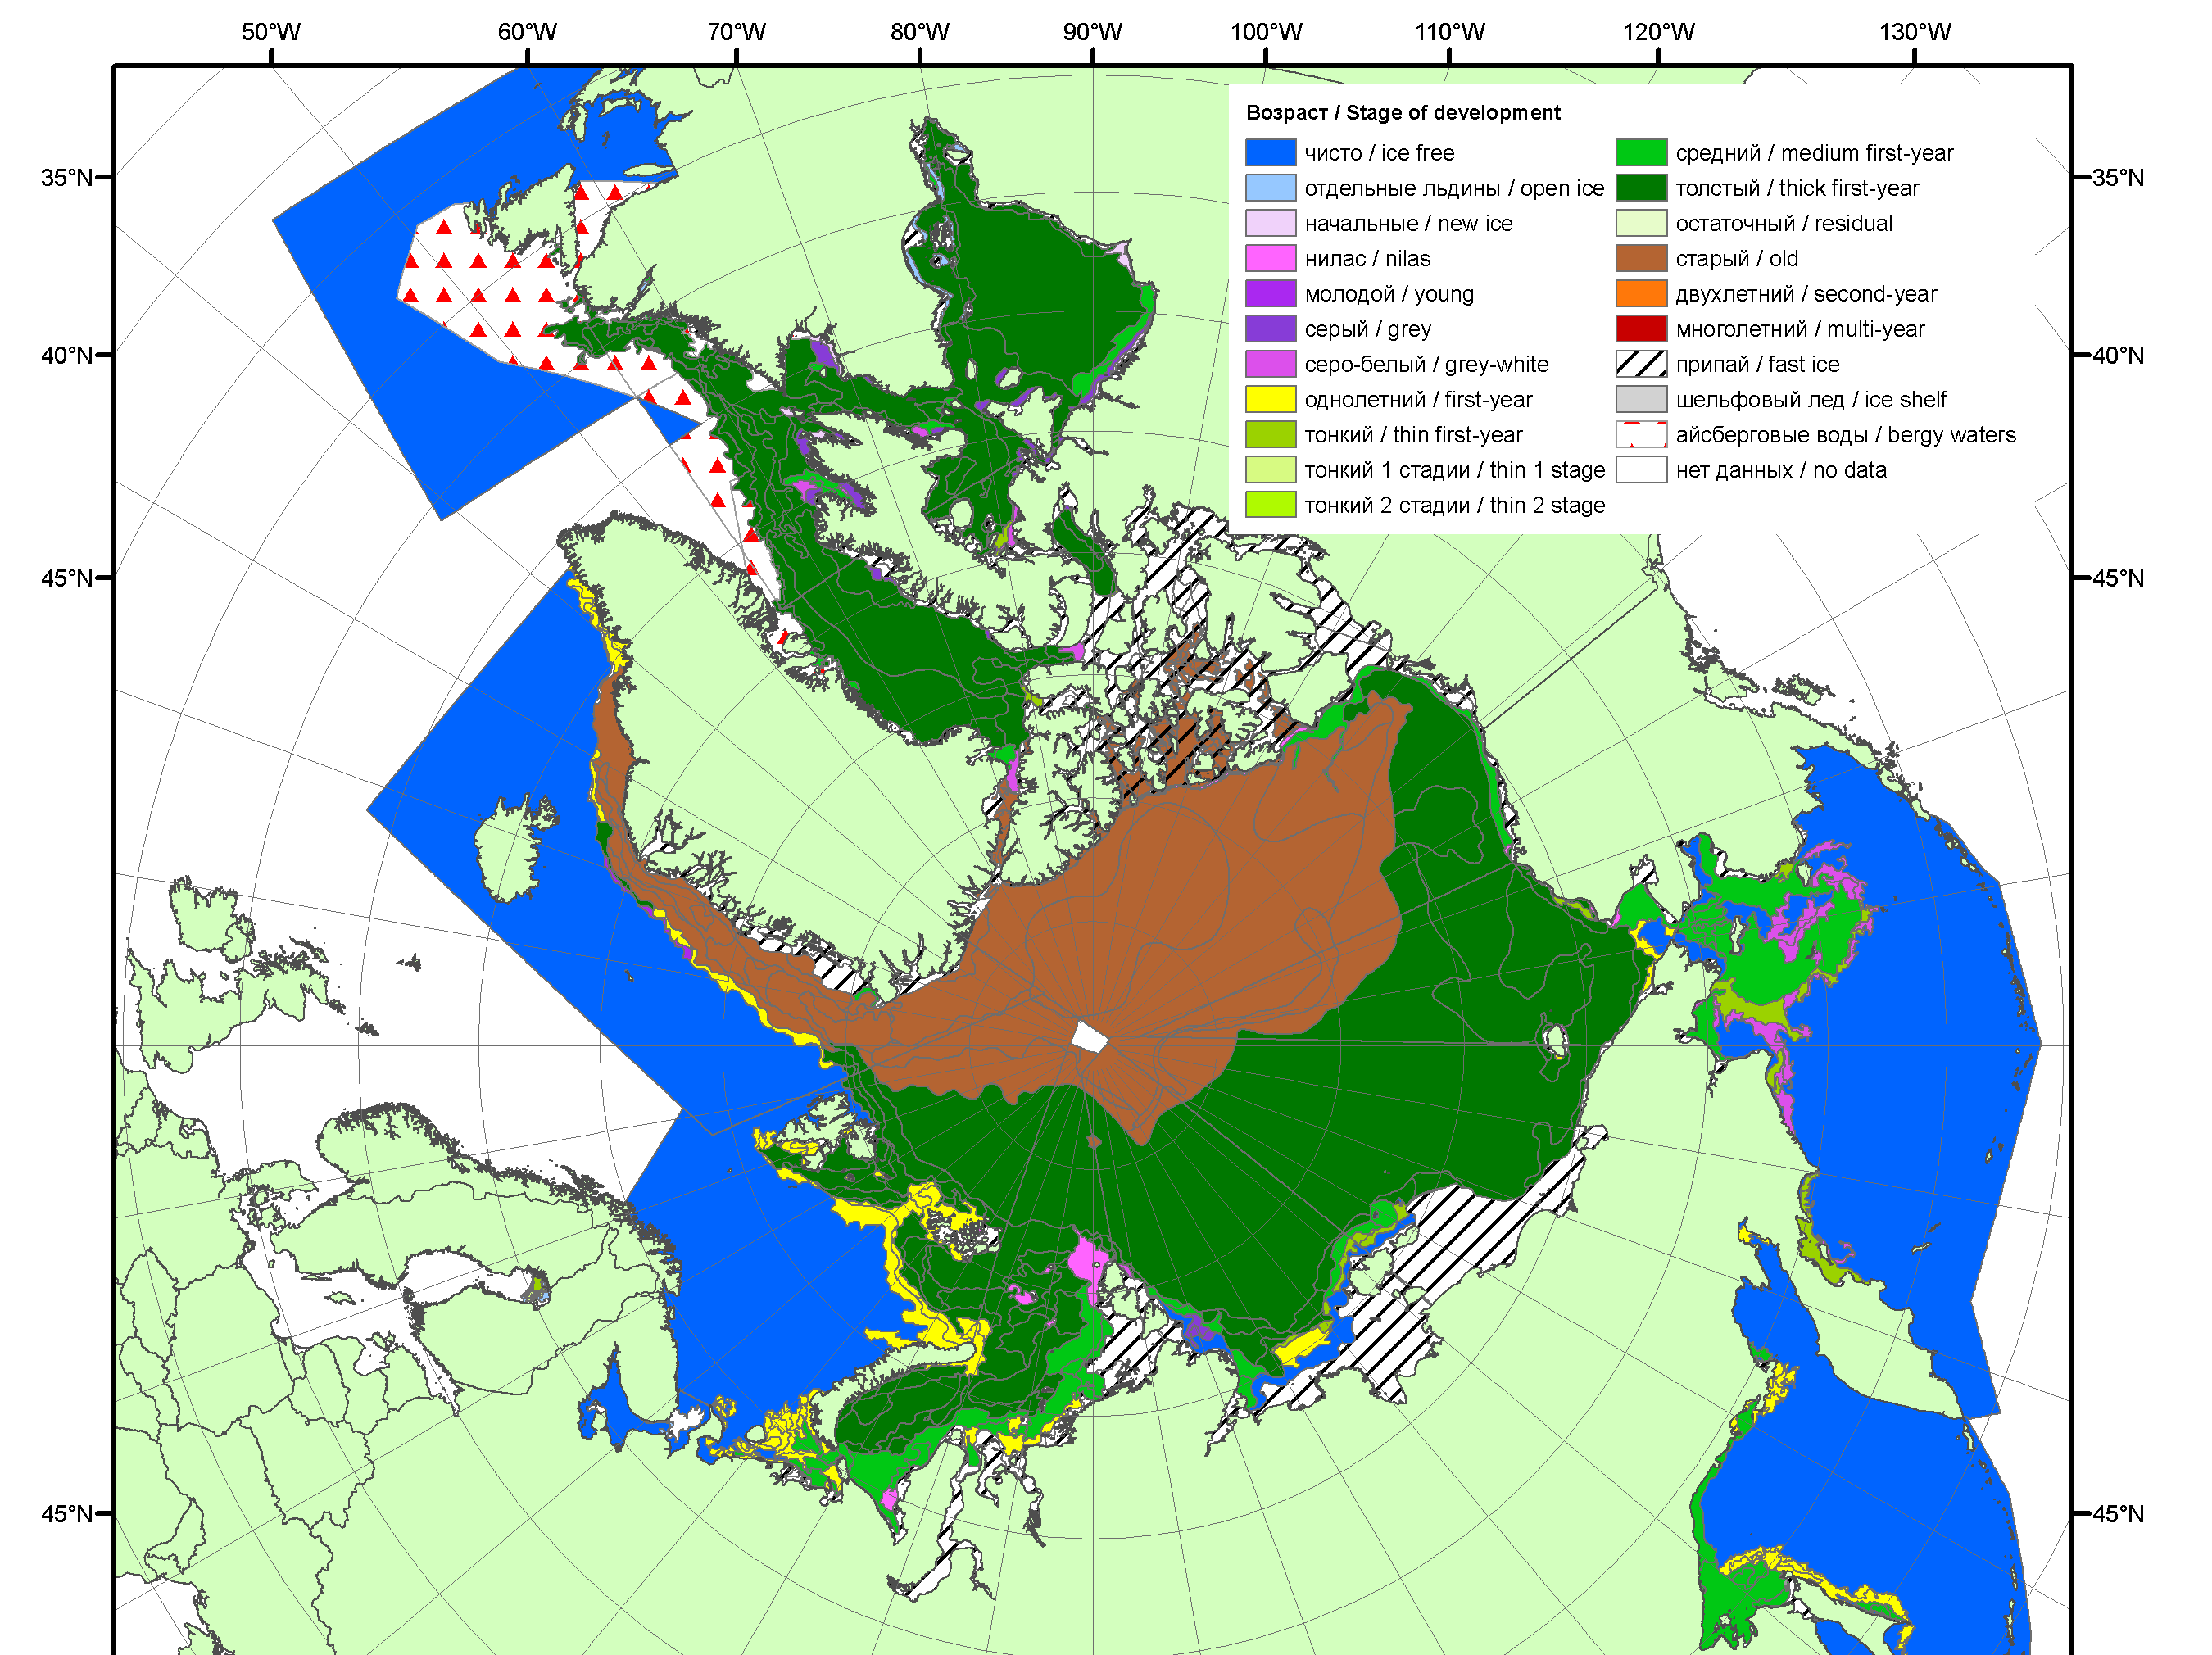 50°W 60°W 70°W 80°W 90°W 100°W 110°W 120°W 130°W
Возраст / Stage of development
чисто / ice free
отдельные льдины / open ice
начальные / new ice
нилас / nilas
молодой / young
серый / grey
серо-белый / grey-white
однолетний / first-year
тонкий / thin first-year
тонкий 1 стадии / thin 1 stage
тонкий 2 стадии / thin 2 stage
средний / medium first-year
толстый / thick first-year
остаточный / residual
старый / old
двухлетний / second-year
многолетний / multi-year
припай / fast ice
шельфовый лед / ice shelf
айсберговые воды / bergy waters
нет данных / no data
35°N 35°N
40°N 40°N
45°N 45°N
45°N 45°N